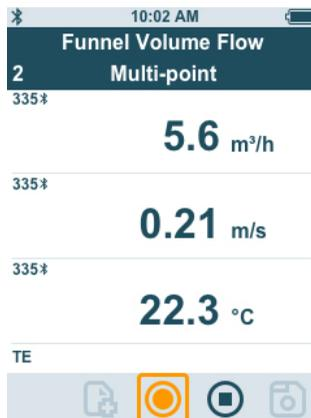 10:02 AM
Funnel Volume Flow
2 Multi-point
335
5.6 m³/h
335
0.21 m/s
335
22.3 °C
TE